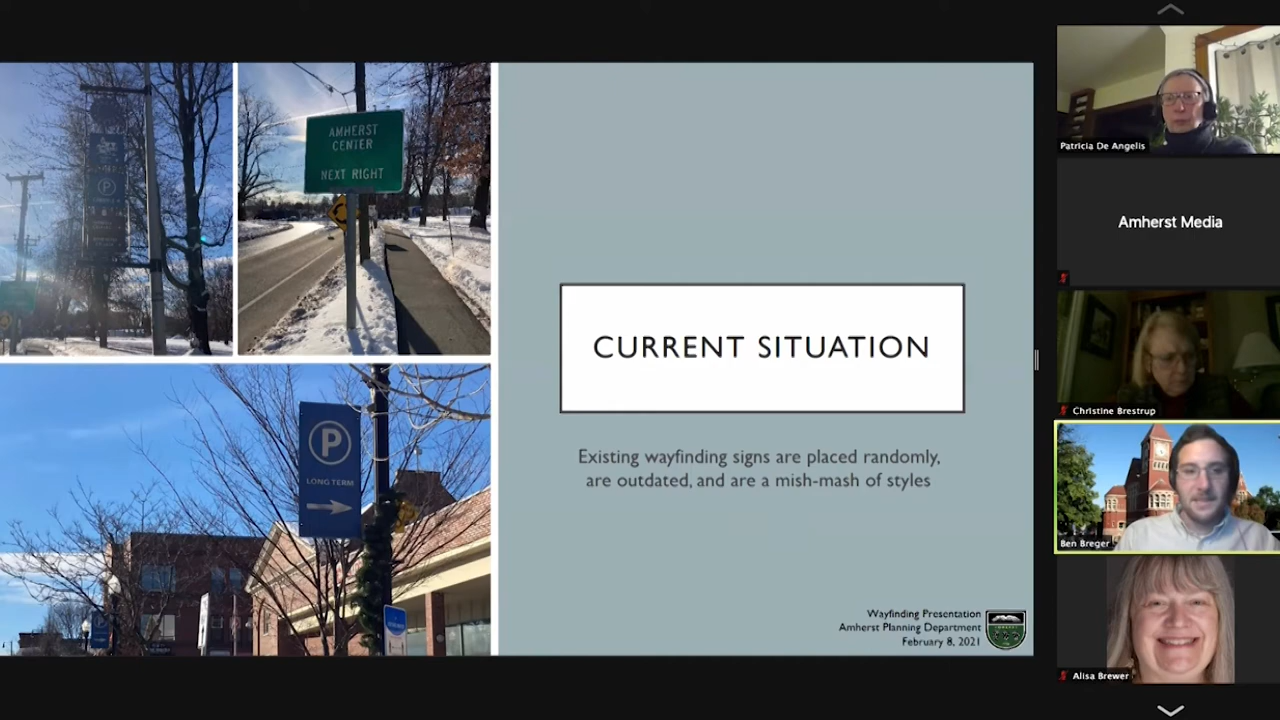 AMHERST
CENTER
NEXT RIGHT
P
P
LONG TERM
CURRENT SITUATION
Existing wayfinding signs are placed randomly,
are outdated, and are a mish-mash of styles
Wayfinding Presentation
Amherst Planning Department
February 8, 2021
Patricia De Angelis
Amherst Media
Christine Brestrup
Ben Breger
Alisa Brewer